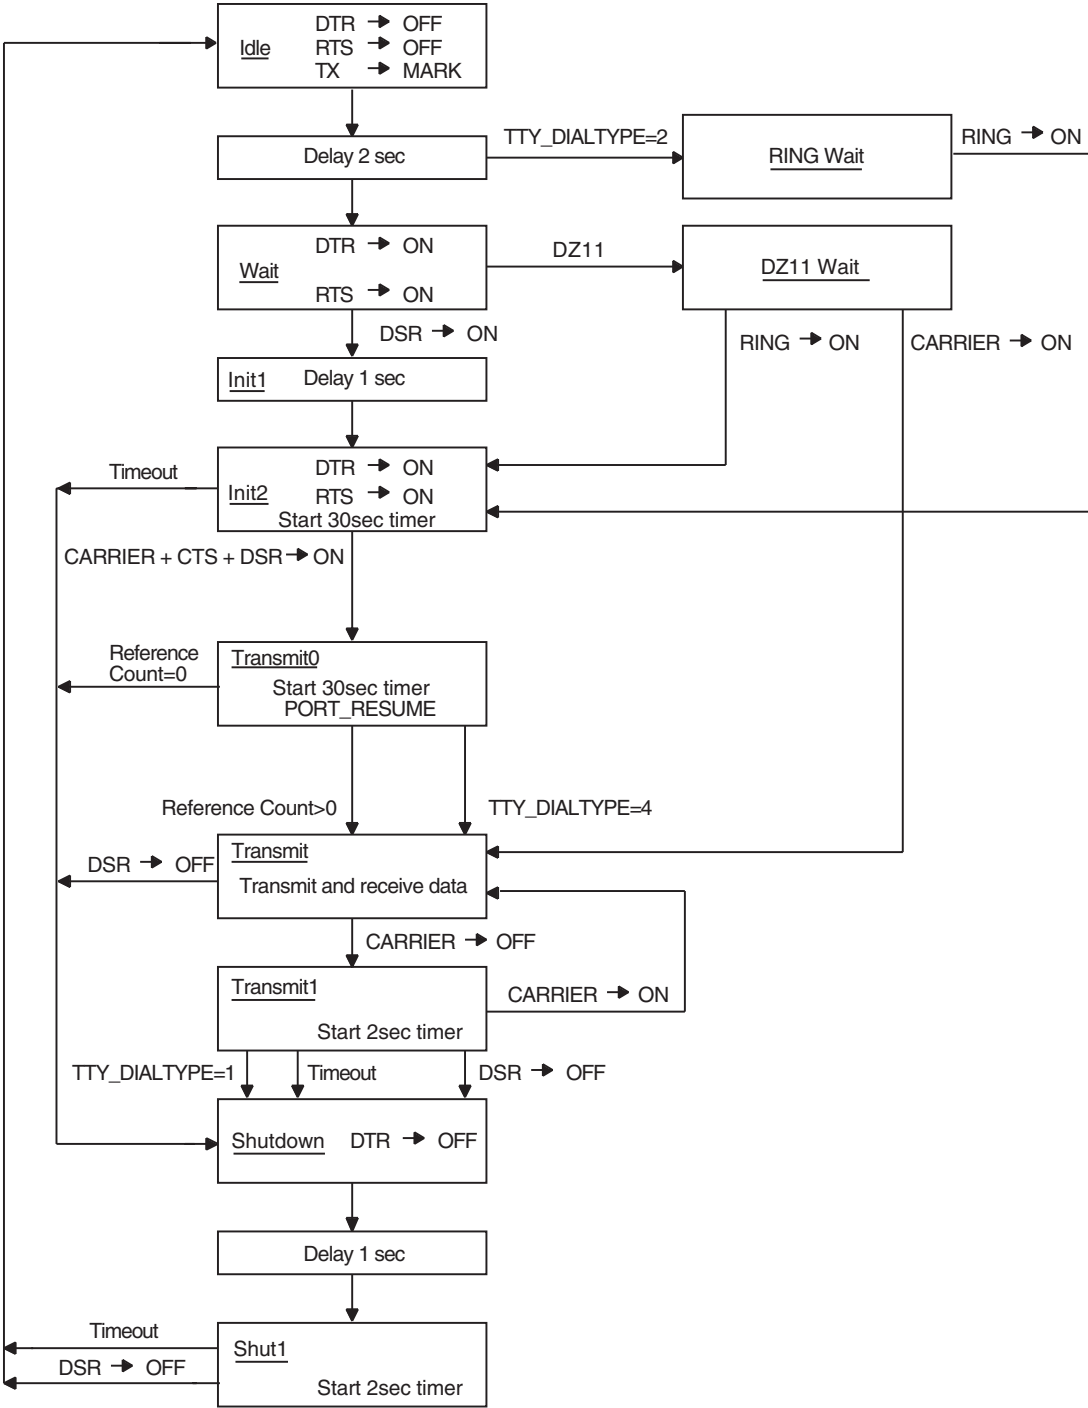 DTR → OFF
Idle RTS → OFF
TX → MARK
Delay 2 sec
TTY_DIALTYPE=2
RING Wait
RING → ON
DTR → ON
Wait
RTS → ON
DZ11
DZ11 Wait
DSR → ON
RING → ON
CARRIER → ON
Init1 Delay 1 sec
Timeout
DTR → ON
Init2 RTS → ON
Start 30sec timer
CARRIER + CTS + DSR → ON
Reference
Count=0
Transmit0
Start 30sec timer
PORT_RESUME
Reference Count>0
TTY_DIALTYPE=4
DSR → OFF
Transmit
Transmit and receive data
CARRIER → OFF
Transmit1
Start 2sec timer
CARRIER → ON
TTY_DIALTYPE=1
Timeout
DSR → OFF
Shutdown DTR → OFF
Delay 1 sec
Timeout
DSR → OFF
Shut1
Start 2sec timer